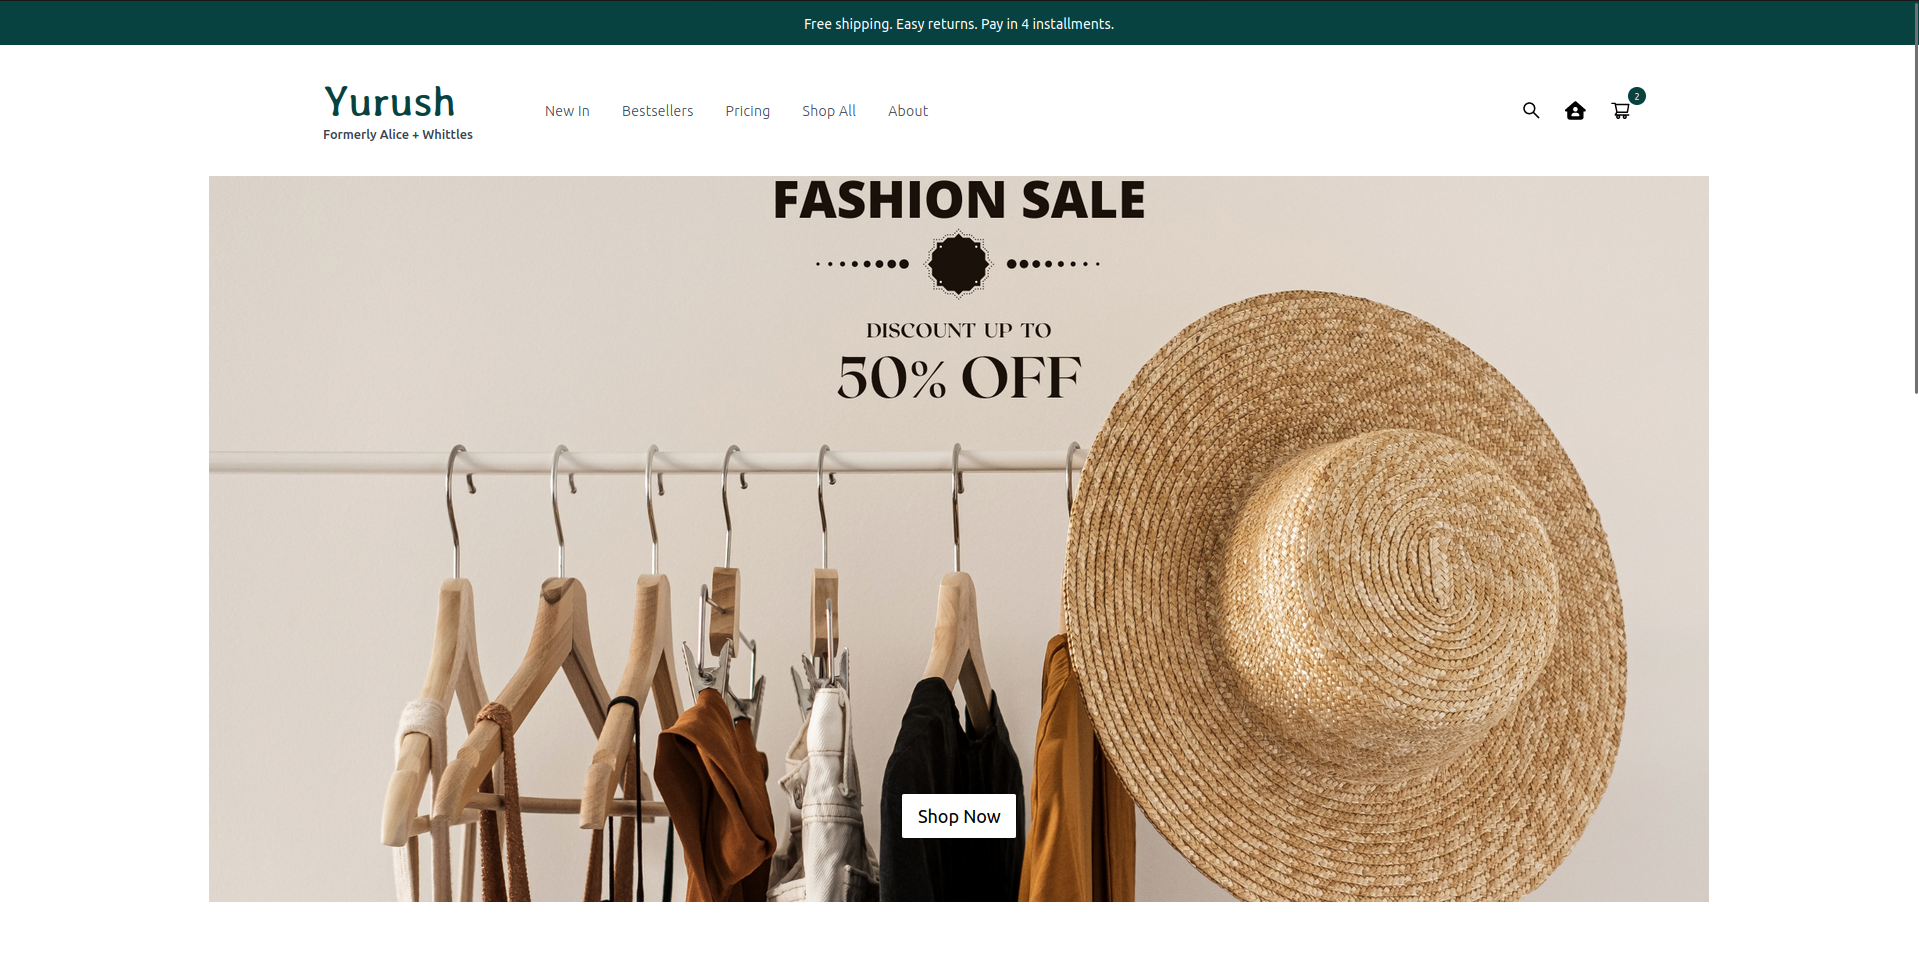 Free shipping. Easy returns. Pay in 4 installments.
Yurush
Formerly Alice + Whittles
New In
Bestsellers
Pricing
Shop All
About
2
FASHION SALE
DISCOUNT UP TO
50% OFF
Shop Now